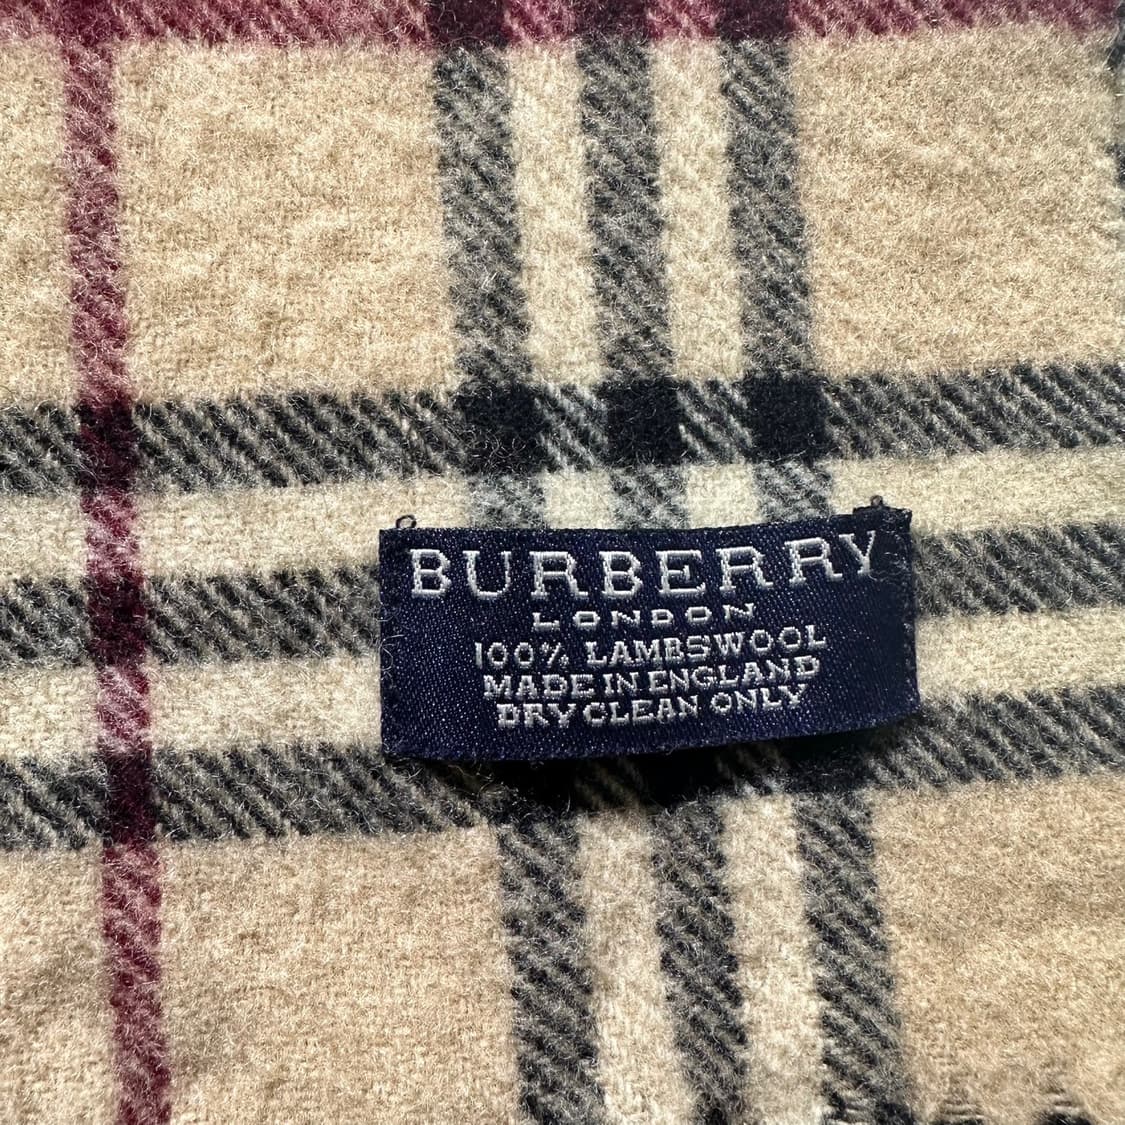 BURBERRY
LONDON
100% LAMBSWOOL
MADE IN ENGLAND
DRY CLEAN ONLY